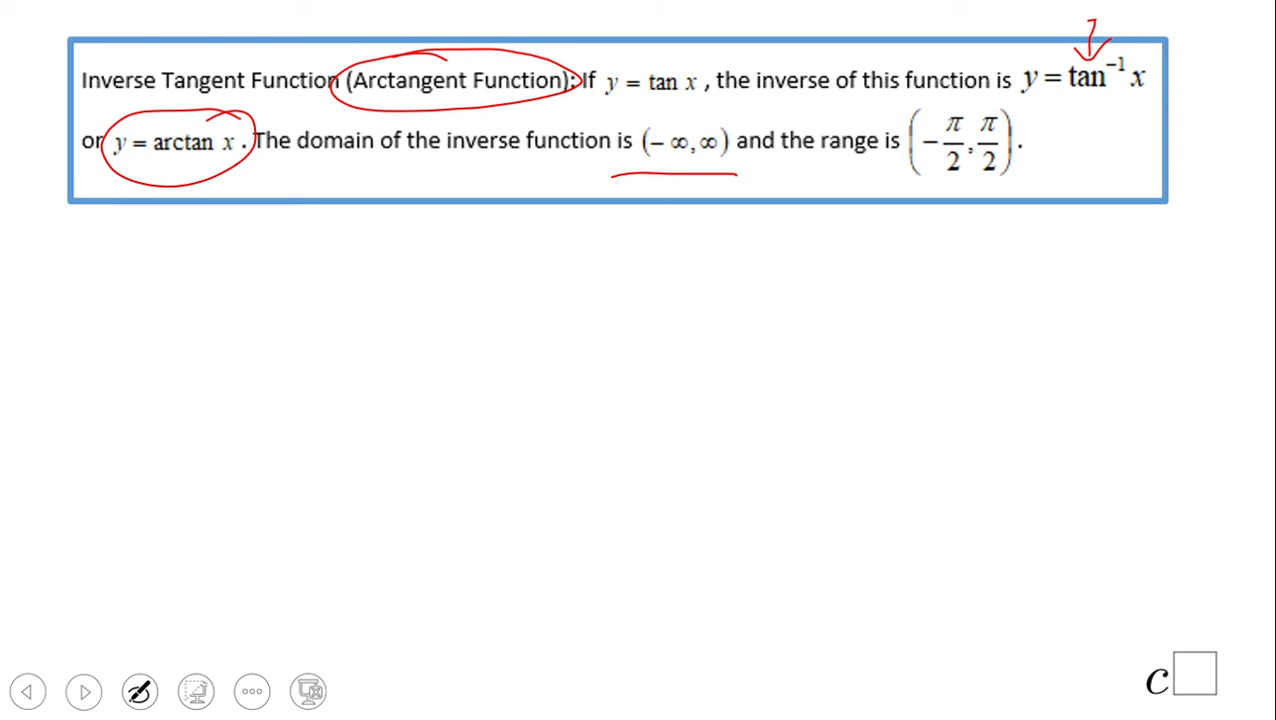 Inverse Tangent Function (Arctangent Function): If y = tan x , the inverse of this function is y = tan⁻¹ x
or y = arctan x . The domain of the inverse function is (− ∞, ∞) and the range is (−π/2, π/2).
c